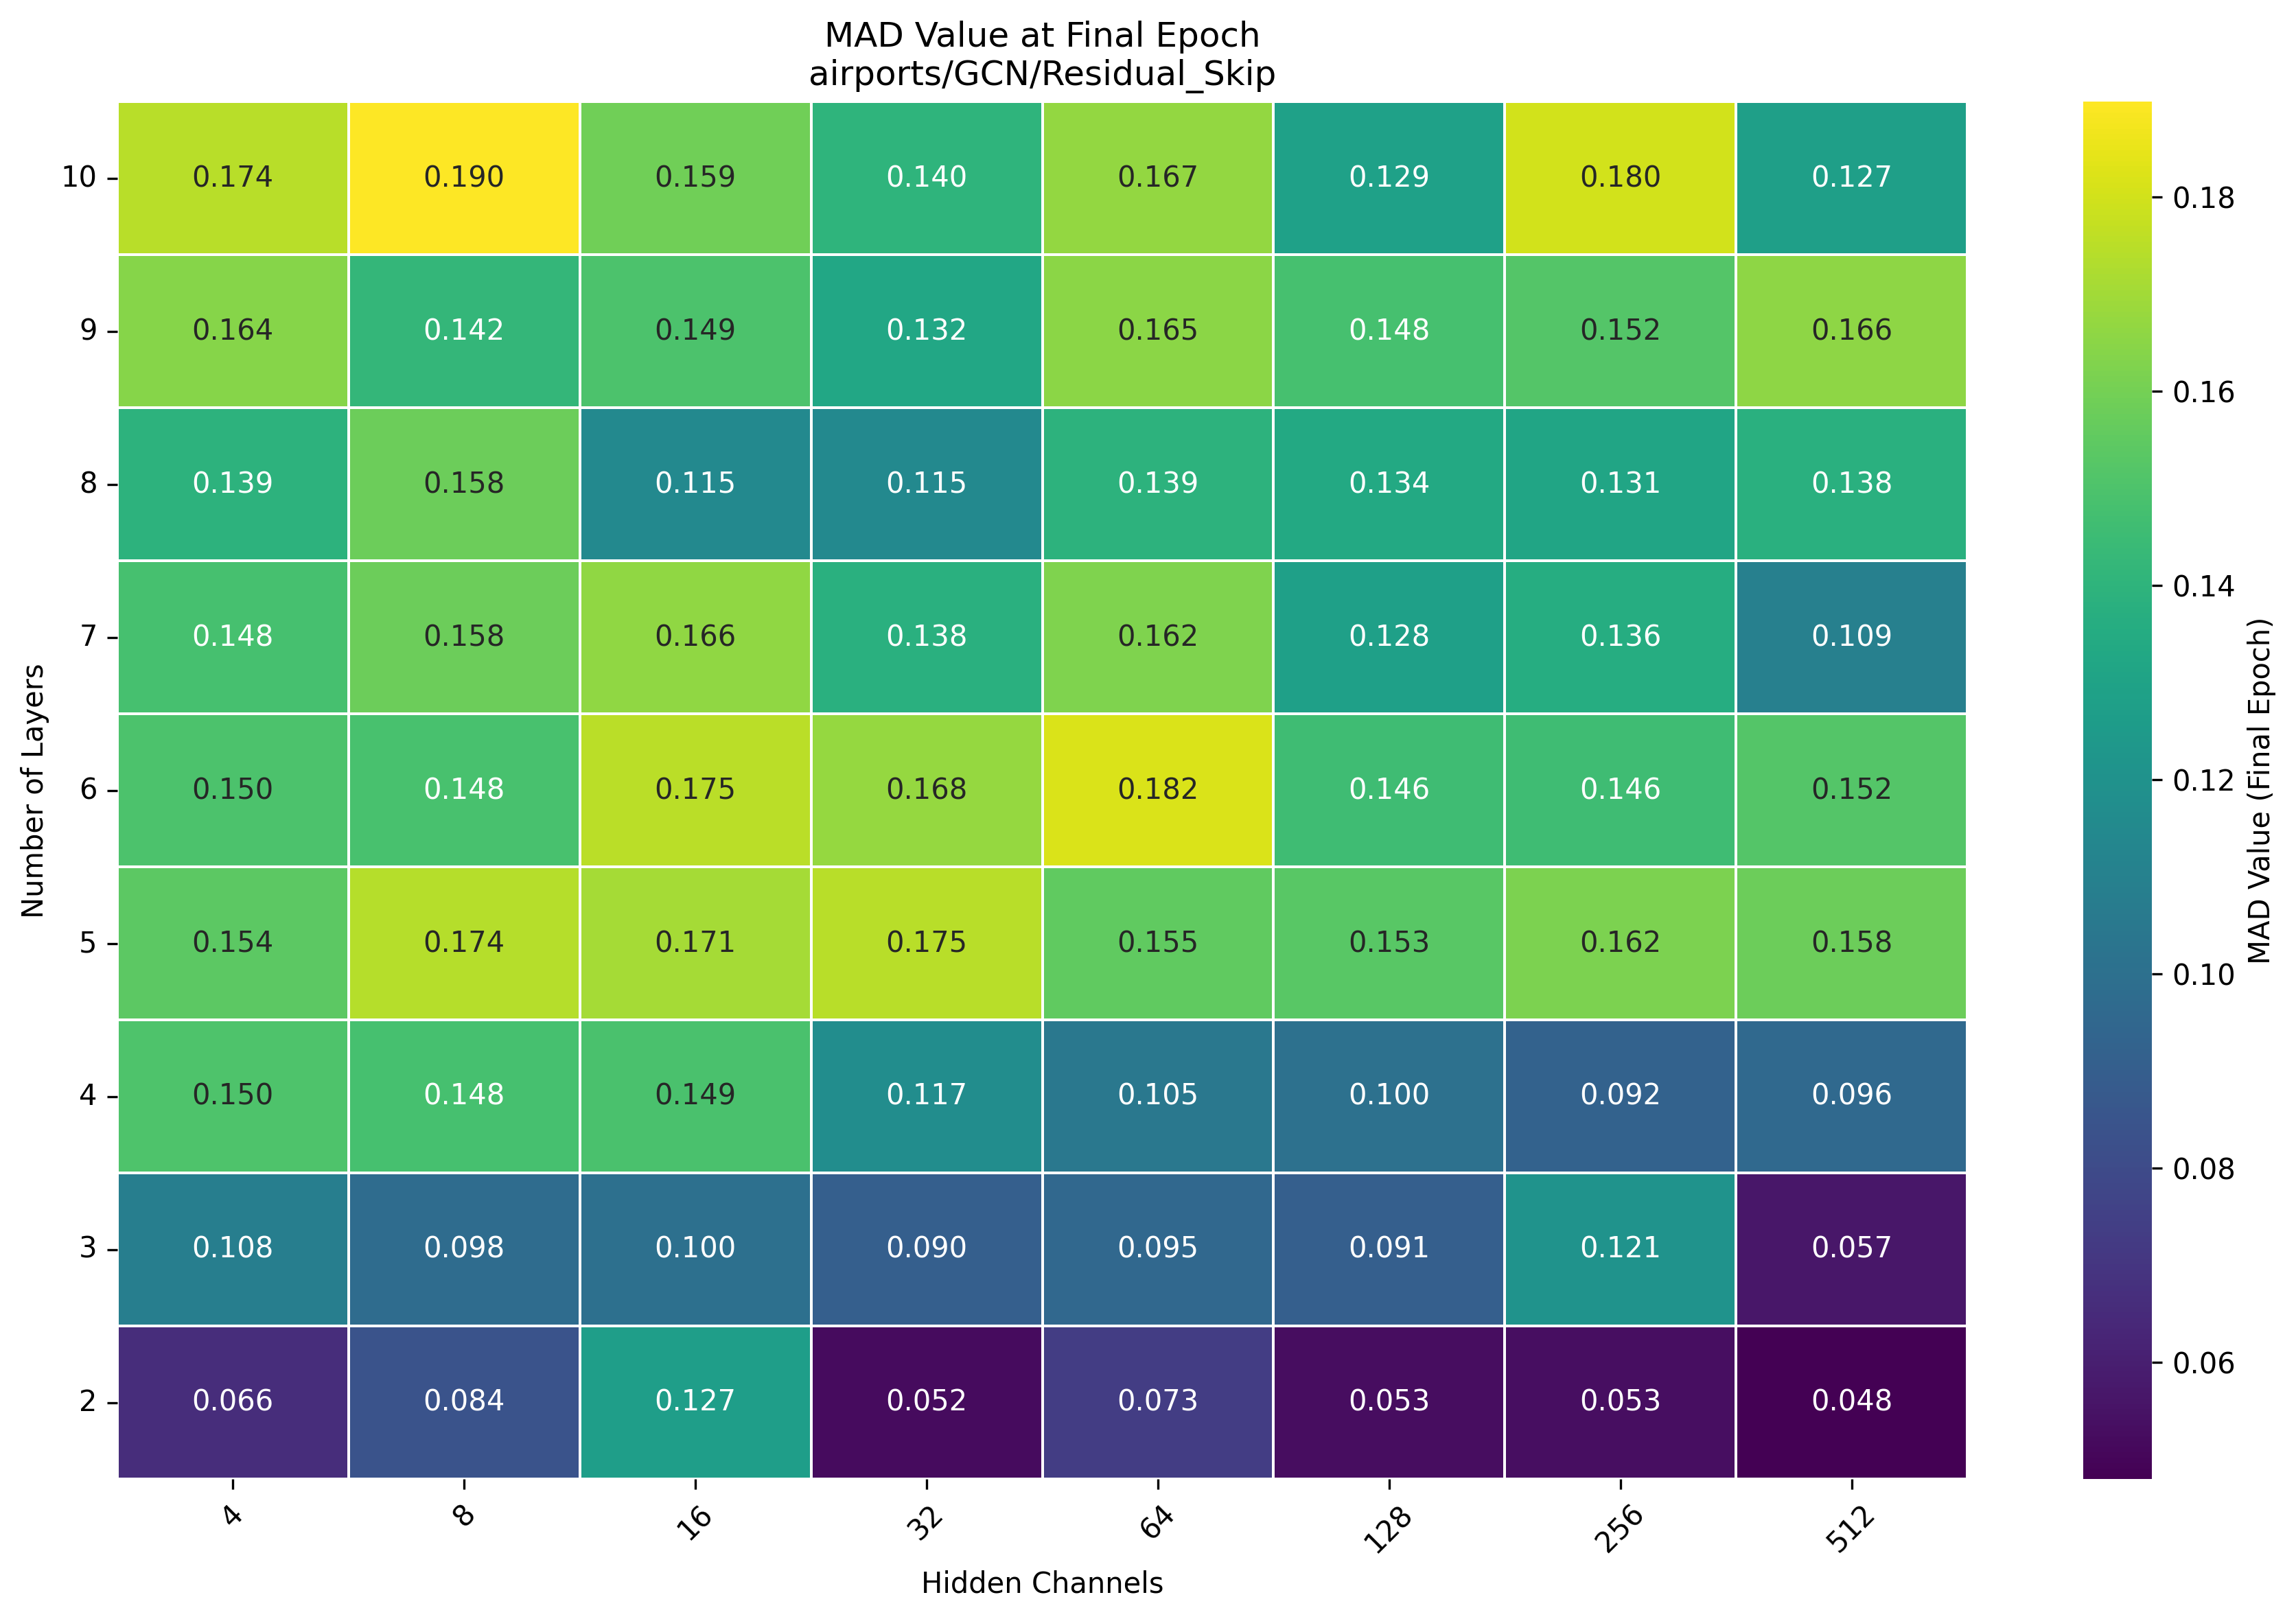 MAD Value at Final Epoch
airports/GCN/Residual_Skip
10 0.174 0.190 0.159 0.140 0.167 0.129 0.180 0.127
9 0.164 0.142 0.149 0.132 0.165 0.148 0.152 0.166
8 0.139 0.158 0.115 0.115 0.139 0.134 0.131 0.138
7 0.148 0.158 0.166 0.138 0.162 0.128 0.136 0.109
6 0.150 0.148 0.175 0.168 0.182 0.146 0.146 0.152
5 0.154 0.174 0.171 0.175 0.155 0.153 0.162 0.158
4 0.150 0.148 0.149 0.117 0.105 0.100 0.092 0.096
3 0.108 0.098 0.100 0.090 0.095 0.091 0.121 0.057
2 0.066 0.084 0.127 0.052 0.073 0.053 0.053 0.048
4 8 16 32 64 128 256 512
Hidden Channels
Number of Layers
0.18
0.16
0.14
0.12
0.10
0.08
0.06
MAD Value (Final Epoch)